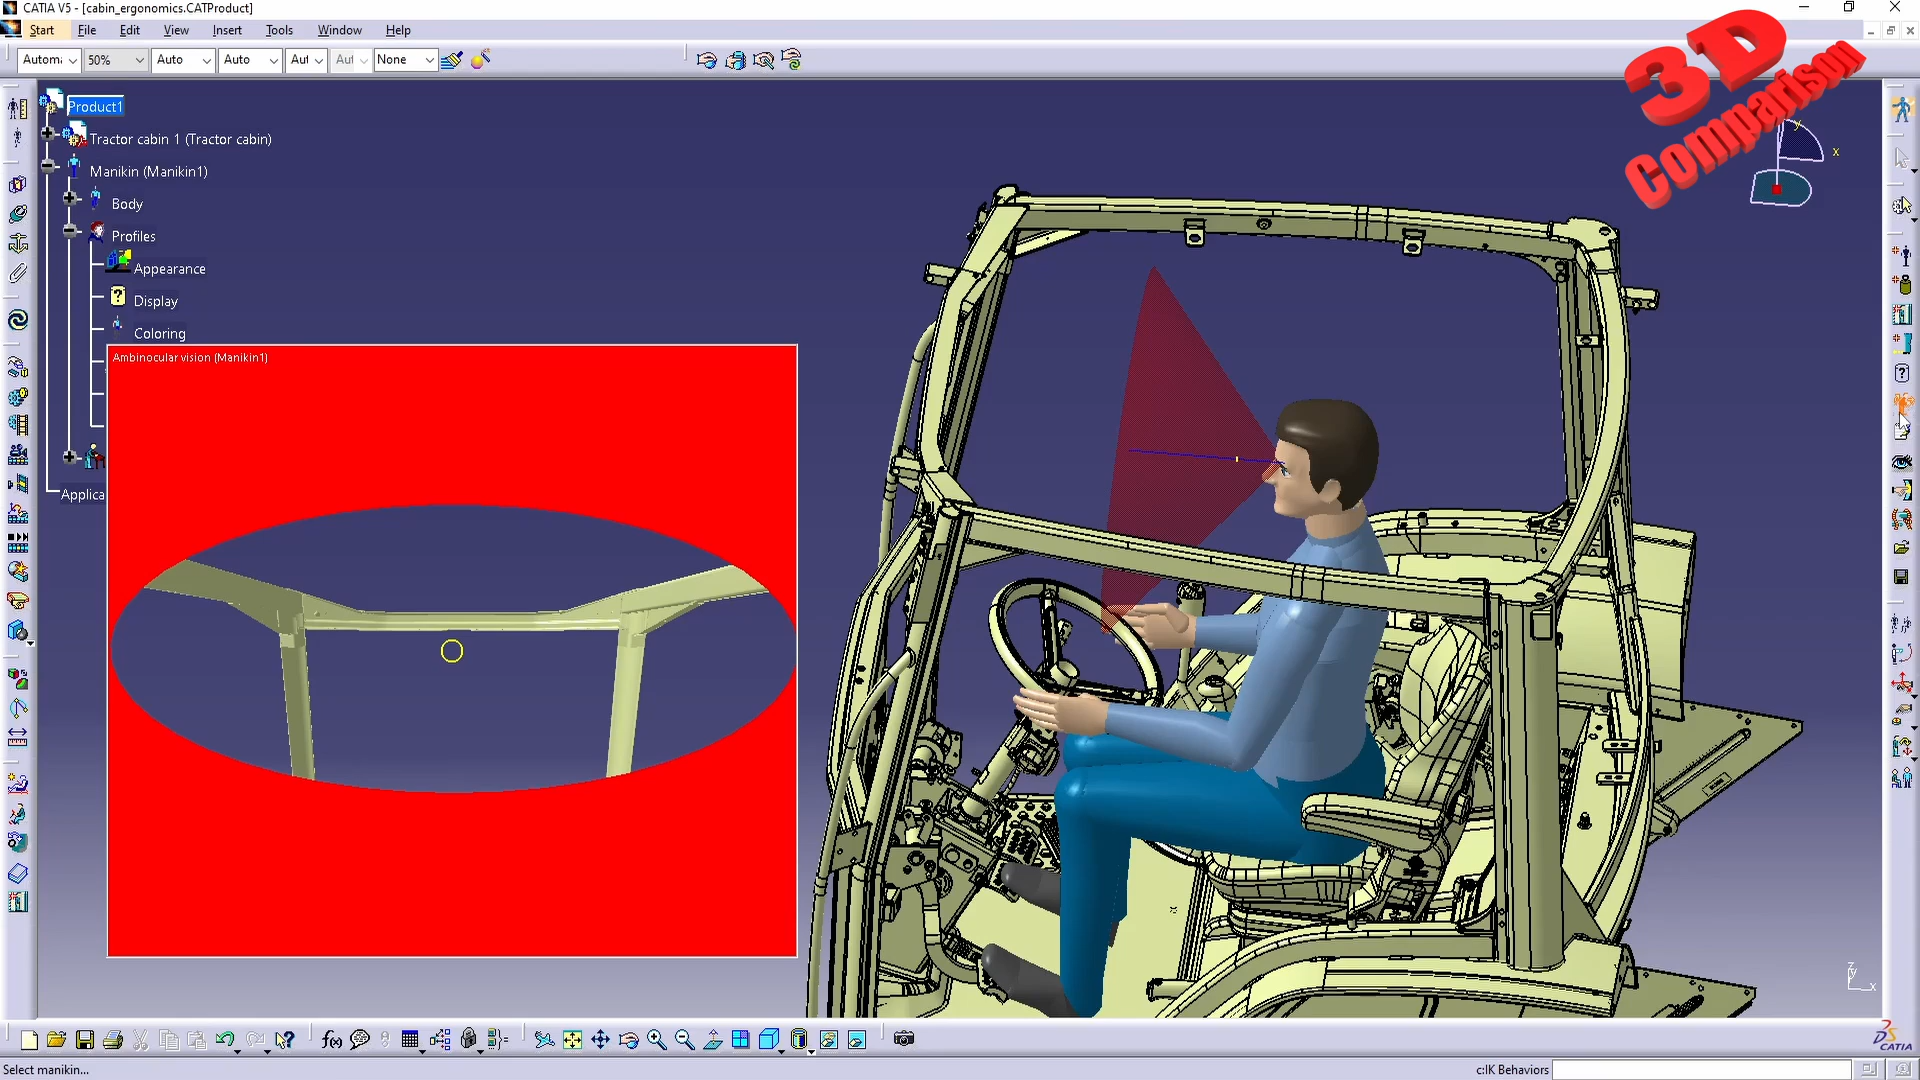 CATIA V5 - [cabin_ergonomics.CATProduct]
Start File Edit View Insert Tools Window Help
Automa 50% Auto Auto Aut Aut None
3D
Comparison
Product1
Tractor cabin 1 (Tractor cabin)
Manikin (Manikin1)
Body
Profiles
Appearance
Display
Coloring
Applica
Ambinocular vision (Manikin1)
y
x
z
y
x
f(x)
CATIA
Select manikin...
c:IK Behaviors